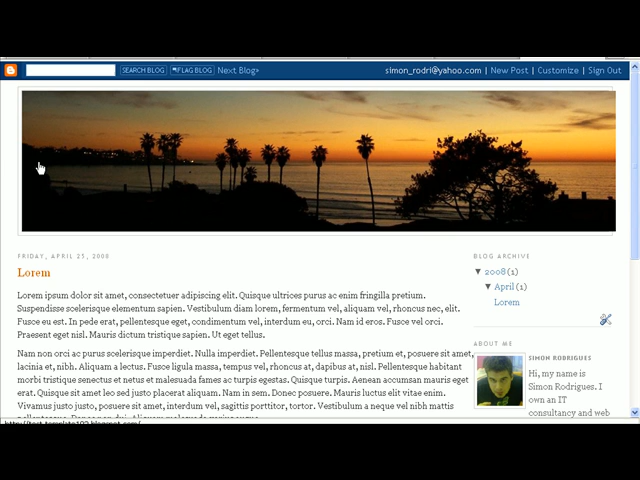 SEARCH BLOG FLAG BLOG Next Blog» simon_rodri@yahoo.com | New Post | Customize | Sign Out
FRIDAY, APRIL 25, 2008
Lorem
Lorem ipsum dolor sit amet, consectetuer adipiscing elit. Quisque ultrices purus ac enim fringilla pretium.
Suspendisse scelerisque elementum sapien. Vestibulum diam lorem, fermentum vel, aliquam vel, rhoncus nec, elit.
Fusce eu est. In pede erat, pellentesque eget, condimentum vel, interdum eu, orci. Nam id eros. Fusce vel orci.
Praesent eget nisl. Mauris dictum tristique sapien. Ut eget tellus.
Nam non orci ac purus scelerisque imperdiet. Nulla imperdiet. Pellentesque tellus massa, pretium et, posuere sit amet,
lacinia et, nibh. Aliquam a lectus. Fusce ligula massa, tempus vel, rhoncus at, dapibus at, nisl. Pellentesque habitant
morbi tristique senectus et netus et malesuada fames ac turpis egestas. Quisque turpis. Aenean accumsan mauris eget
erat. Quisque sit amet leo sed justo placerat aliquam. Nam in sem. Donec posuere. Mauris luctus elit vitae enim.
Vivamus justo justo, posuere sit amet, interdum vel, sagittis porttitor, tortor. Vestibulum a neque vel nibh mattis
BLOG ARCHIVE
▼ 2008 (1)
▼ April (1)
Lorem
ABOUT ME
SIMON RODRIGUES
Hi, my name is
Simon Rodrigues. I
own an IT
consultancy and web